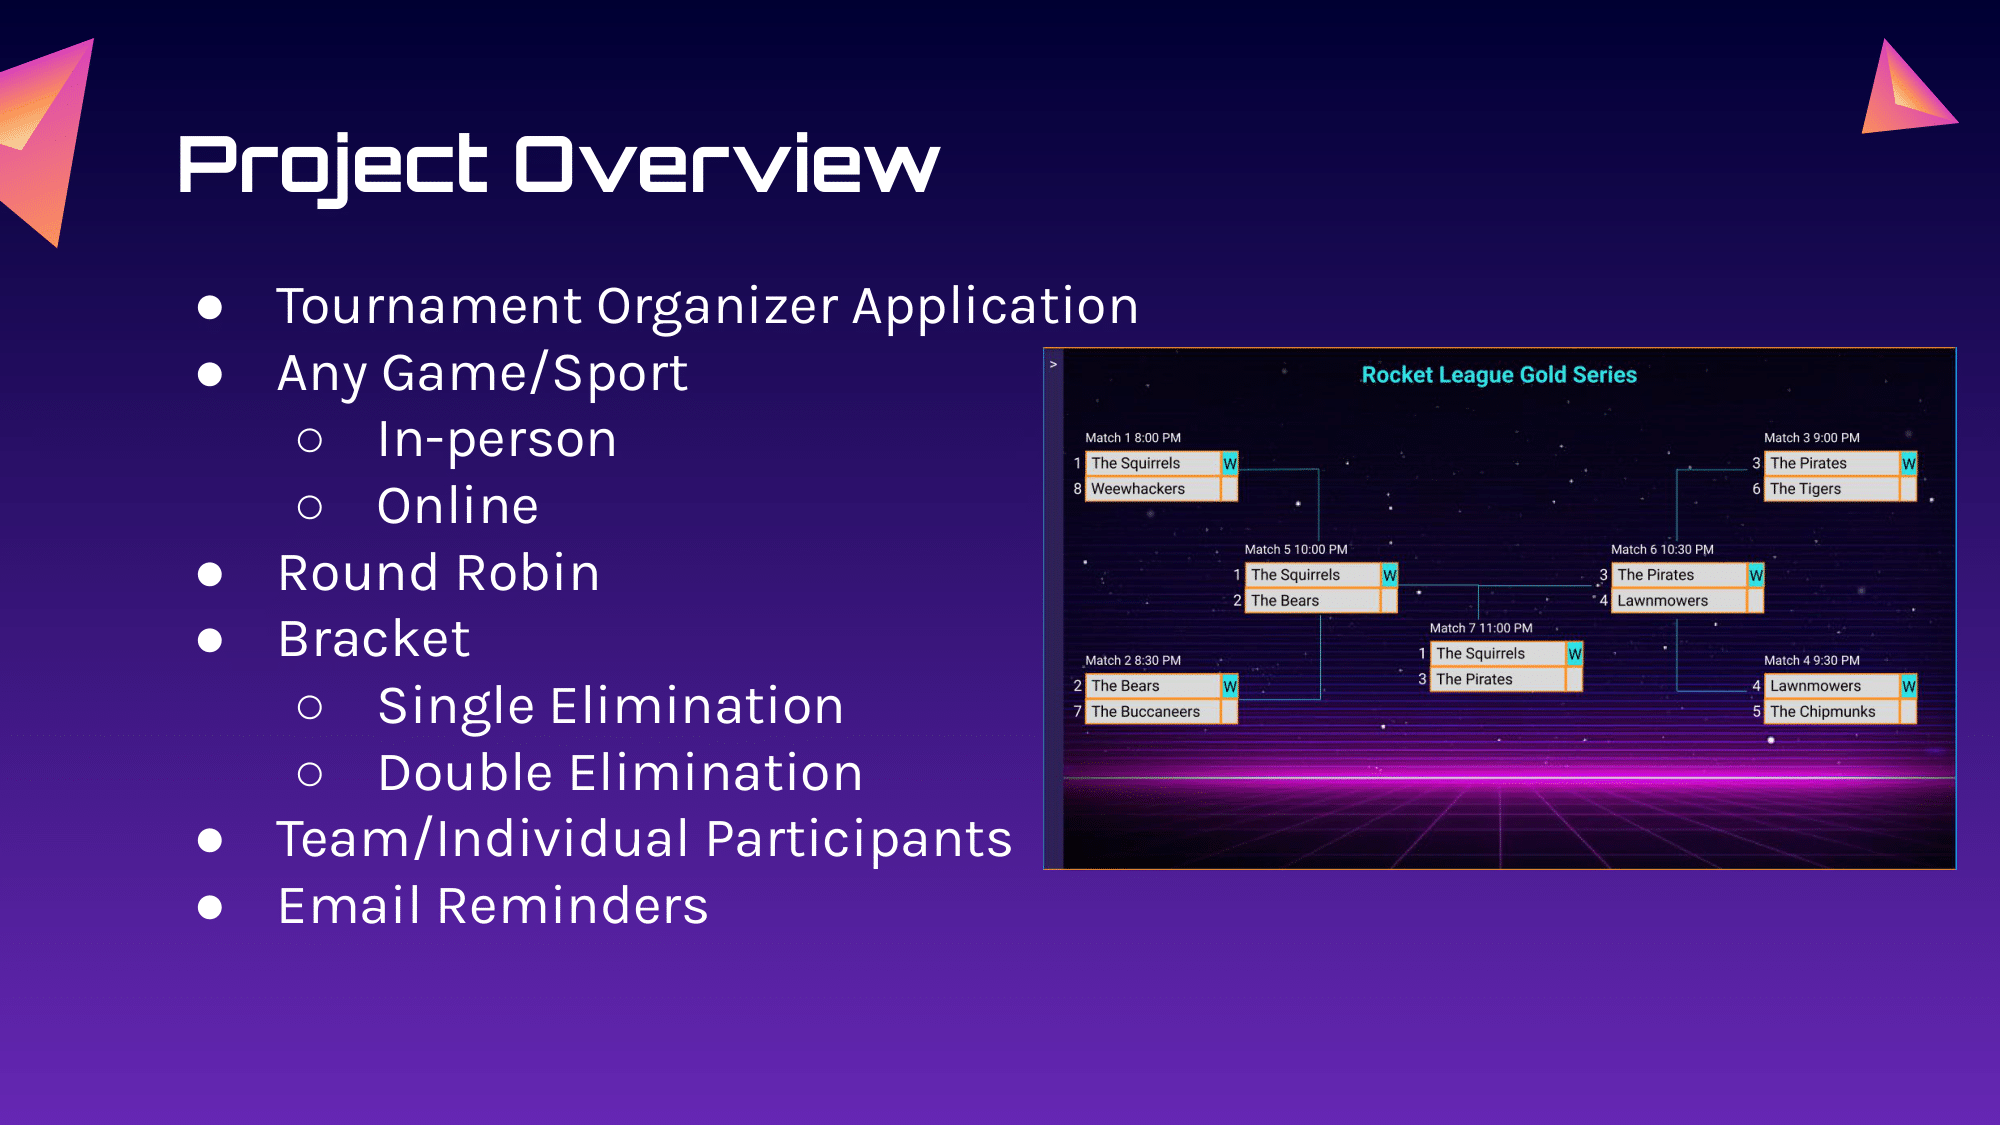 Project Overview
● Tournament Organizer Application
● Any Game/Sport
○ In-person
○ Online
● Round Robin
● Bracket
○ Single Elimination
○ Double Elimination
● Team/Individual Participants
● Email Reminders
>
Rocket League Gold Series
Match 1 8:00 PM
1 The Squirrels W
8 Weewhackers
Match 3 9:00 PM
3 The Pirates W
6 The Tigers
Match 5 10:00 PM
1 The Squirrels W
2 The Bears
Match 6 10:30 PM
3 The Pirates W
4 Lawnmowers
Match 7 11:00 PM
1 The Squirrels W
3 The Pirates
Match 2 8:30 PM
2 The Bears W
7 The Buccaneers
Match 4 9:30 PM
4 Lawnmowers W
5 The Chipmunks